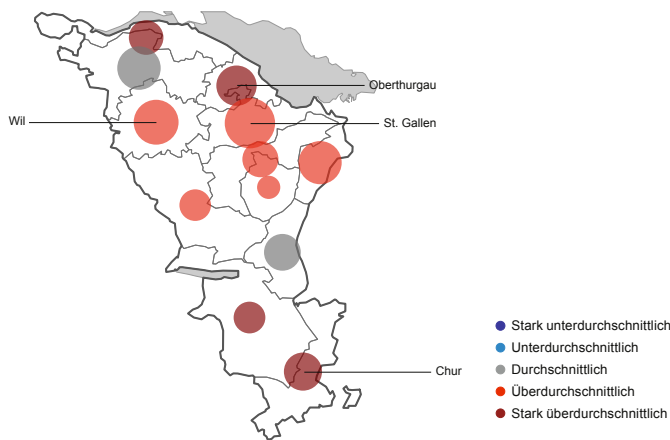 Oberthurgau
Wil
St. Gallen
Chur
Stark unterdurchschnittlich
Unterdurchschnittlich
Durchschnittlich
Überdurchschnittlich
Stark überdurchschnittlich